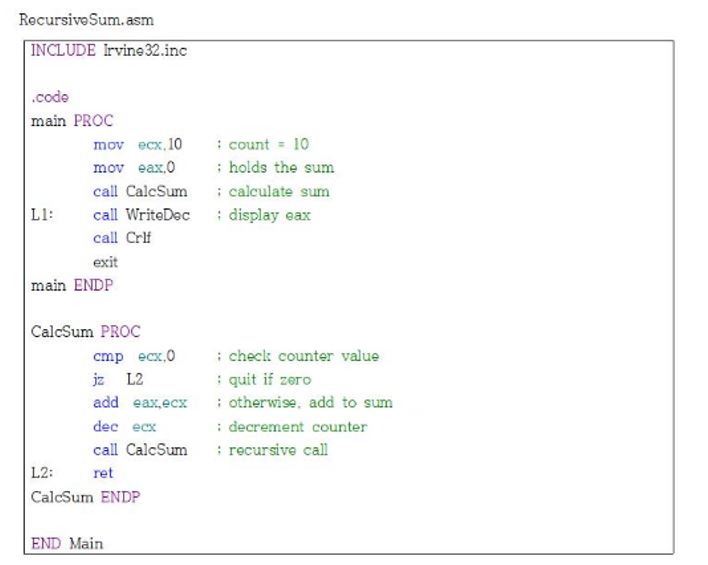 RecursiveSum.asm
INCLUDE Irvine32.inc
.code
main PROC
mov ecx,10 ; count = 10
mov eax,0 ; holds the sum
call CalcSum ; calculate sum
L1: call WriteDec ; display eax
call Crlf
exit
main ENDP
CalcSum PROC
cmp ecx,0 ; check counter value
jz L2 ; quit if zero
add eax,ecx ; otherwise, add to sum
dec ecx ; decrement counter
call CalcSum ; recursive call
L2: ret
CalcSum ENDP
END Main